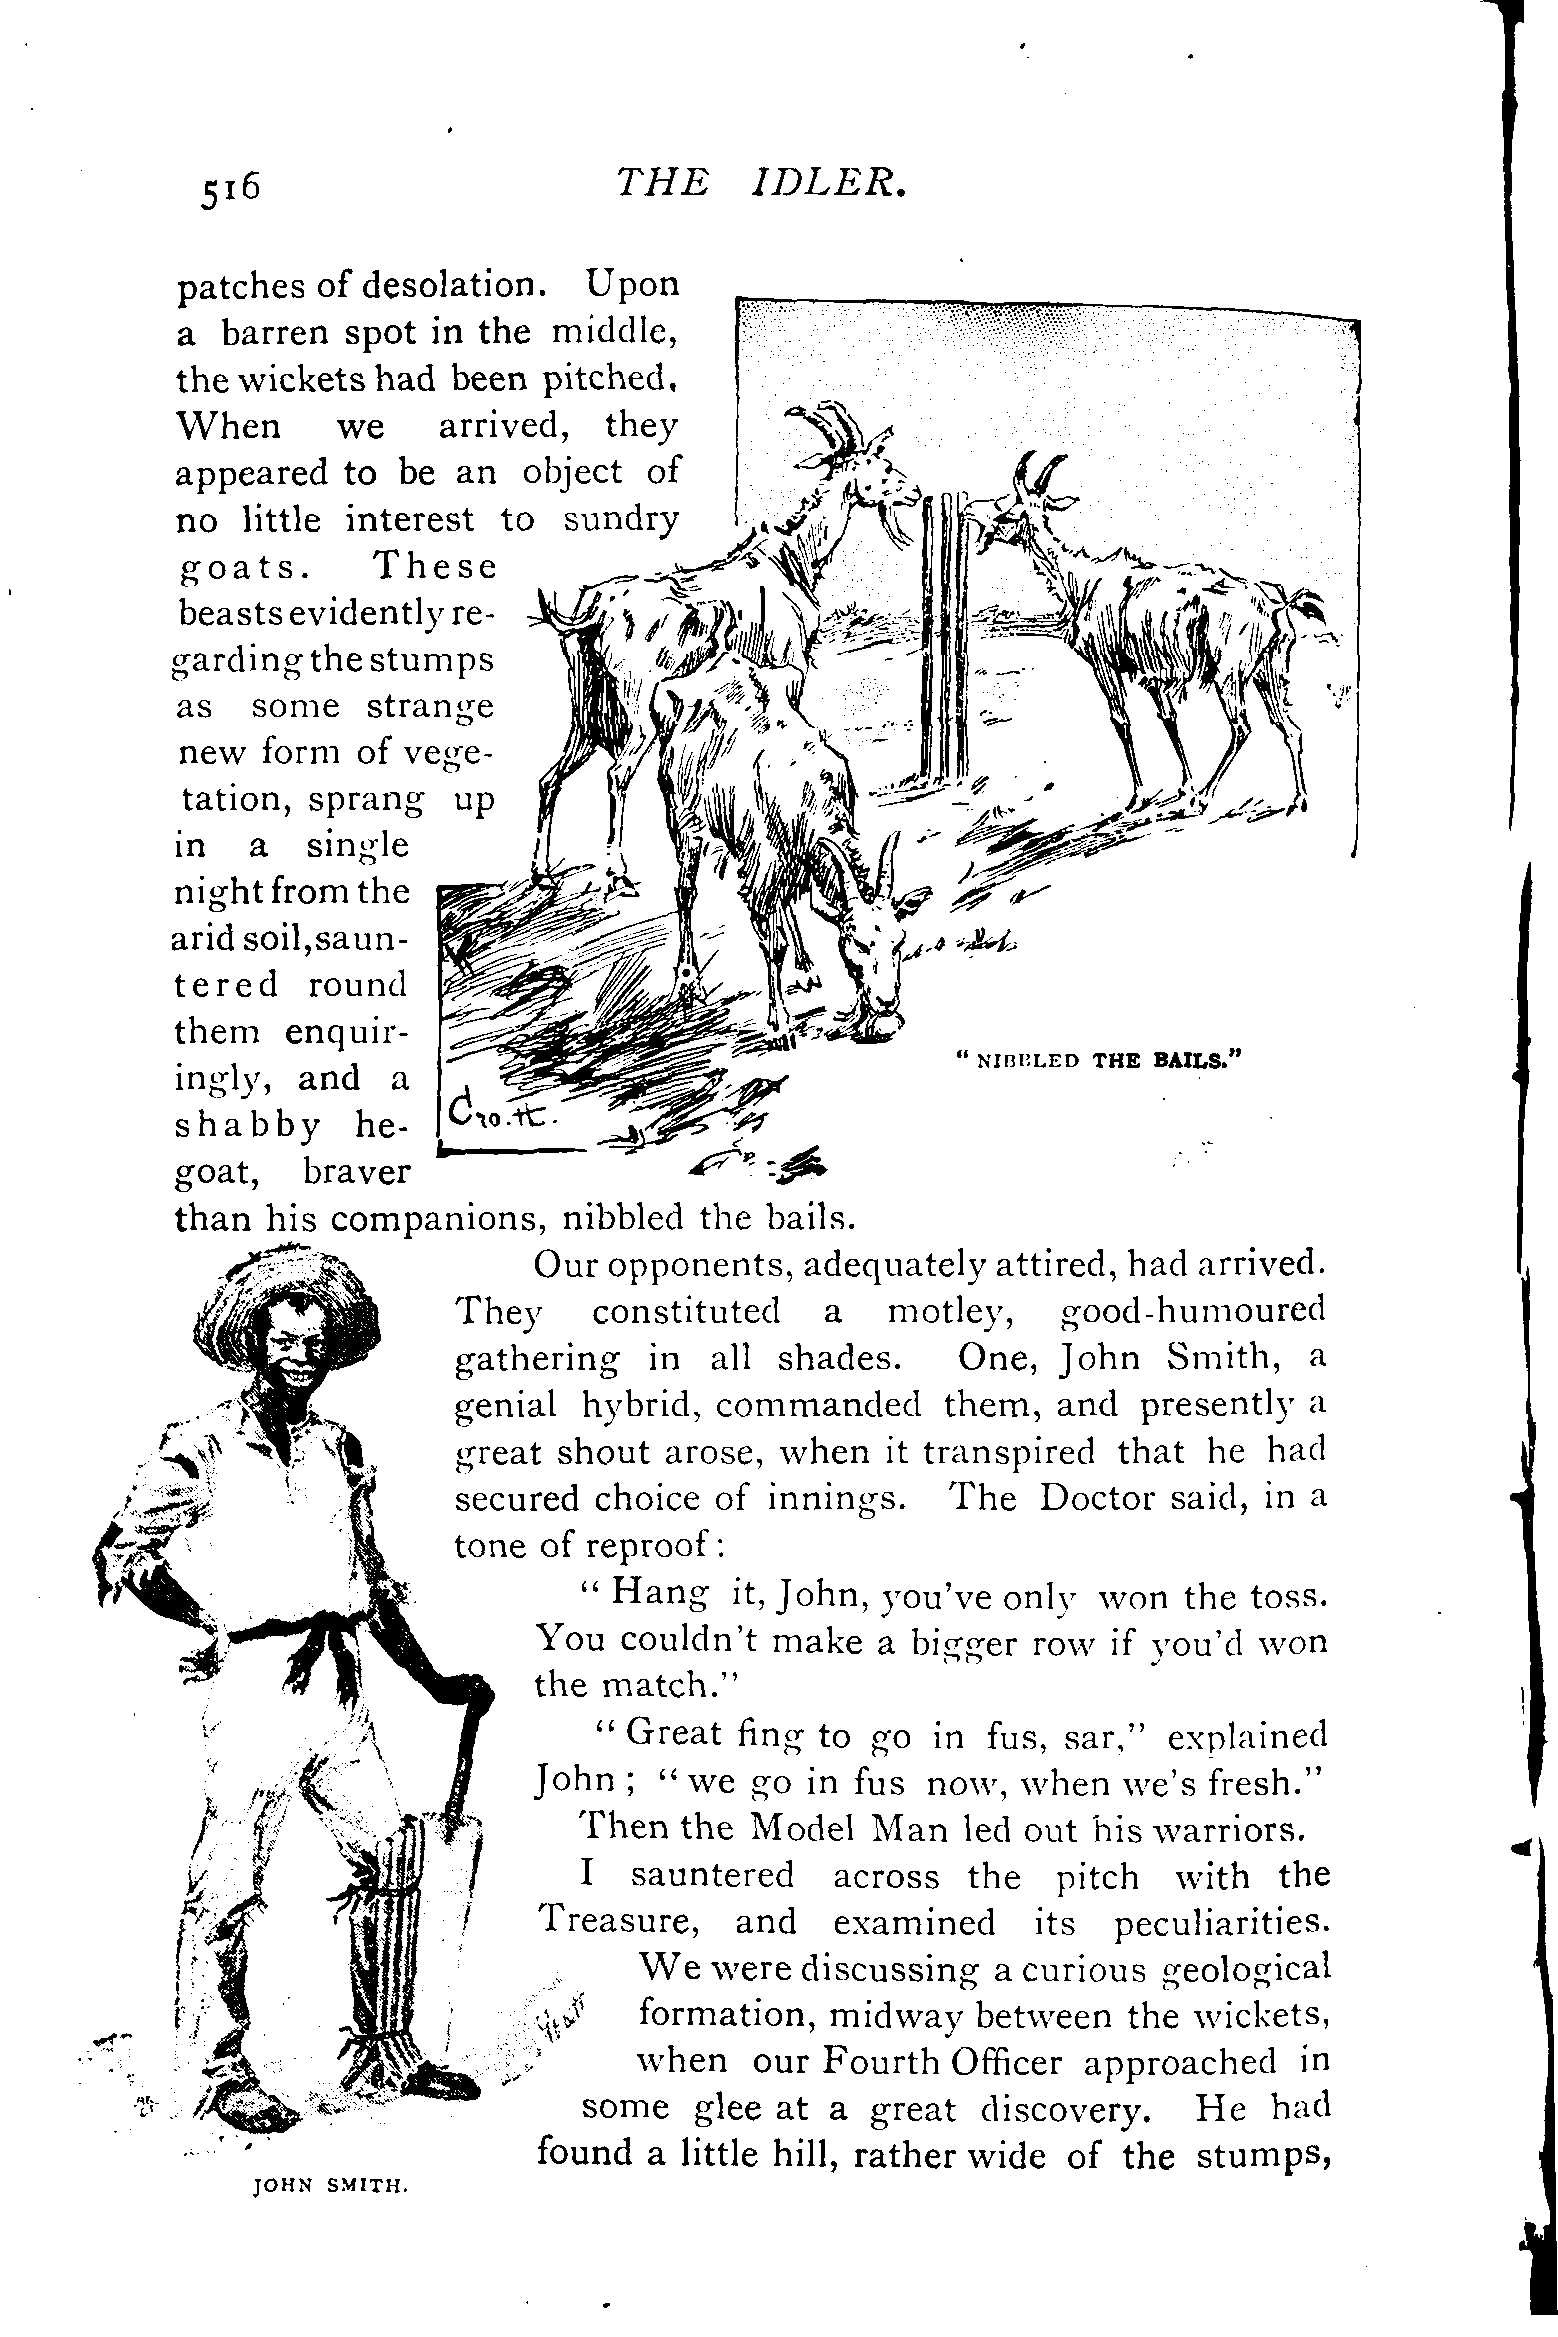 516
THE IDLER.
patches of desolation. Upon
a barren spot in the middle,
the wickets had been pitched.
When we arrived, they
appeared to be an object of
no little interest to sundry
goats. These
beasts evidently re-
garding the stumps
as some strange
new form of vege-
tation, sprang up
in a single
night from the
arid soil, saun-
tered round
them enquir-
ingly, and a
shabby he-
goat, braver
than his companions, nibbled the bails.
"NIBBLED THE BAILS."
Our opponents, adequately attired, had arrived.
They constituted a motley, good-humoured
gathering in all shades. One, John Smith, a
genial hybrid, commanded them, and presently a
great shout arose, when it transpired that he had
secured choice of innings. The Doctor said, in a
tone of reproof:
"Hang it, John, you've only won the toss.
You couldn't make a bigger row if you'd won
the match."
"Great fing to go in fus, sar," explained
John; "we go in fus now, when we's fresh."
Then the Model Man led out his warriors.
I sauntered across the pitch with the
Treasure, and examined its peculiarities.
We were discussing a curious geological
formation, midway between the wickets,
when our Fourth Officer approached in
some glee at a great discovery. He had
found a little hill, rather wide of the stumps,
JOHN SMITH.